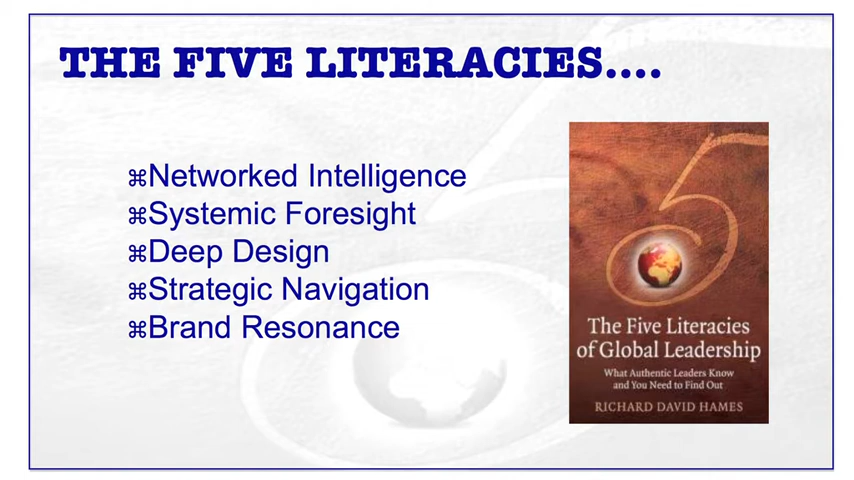 THE FIVE LITERACIES....
⌘Networked Intelligence
⌘Systemic Foresight
⌘Deep Design
⌘Strategic Navigation
⌘Brand Resonance
5
The Five Literacies
of Global Leadership
What Authentic Leaders Know
and You Need to Find Out
RICHARD DAVID HAMES